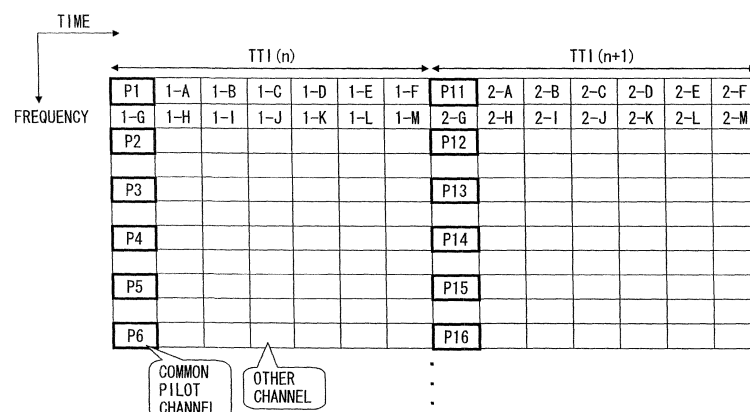 TIME
TTI(n) TTI(n+1)
P1 1-A 1-B 1-C 1-D 1-E 1-F P11 2-A 2-B 2-C 2-D 2-E 2-F
FREQUENCY 1-G 1-H 1-I 1-J 1-K 1-L 1-M 2-G 2-H 2-I 2-J 2-K 2-L 2-M
P2 P12
P3 P13
P4 P14
P5 P15
P6 P16
COMMON
PILOT
CHANNEL
OTHER
CHANNEL